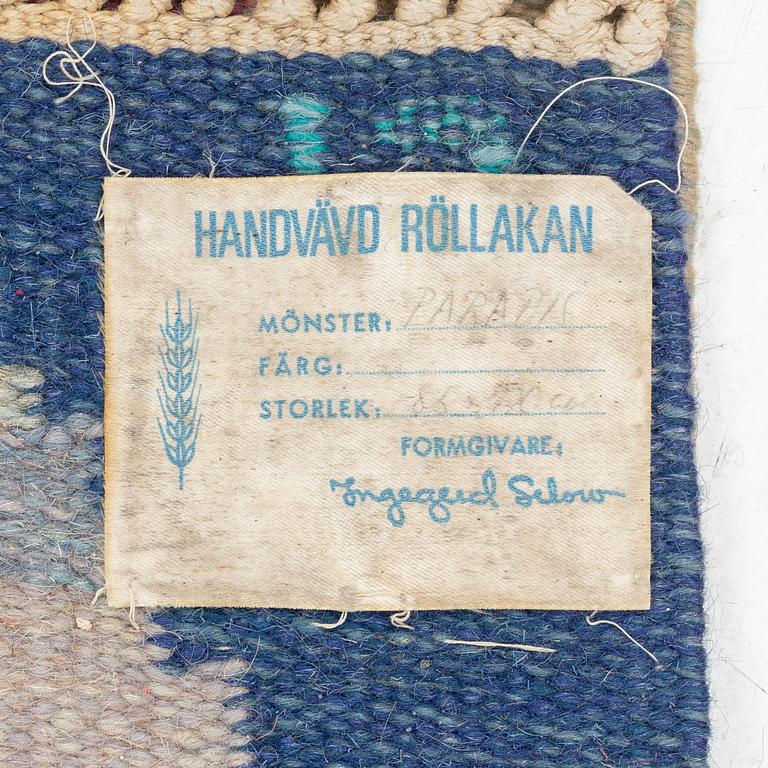 HANDVÄVD RÖLLAKAN
MÖNSTER:
FÄRG:
STORLEK:
FORMGIVARE:
Ingegerd Silow